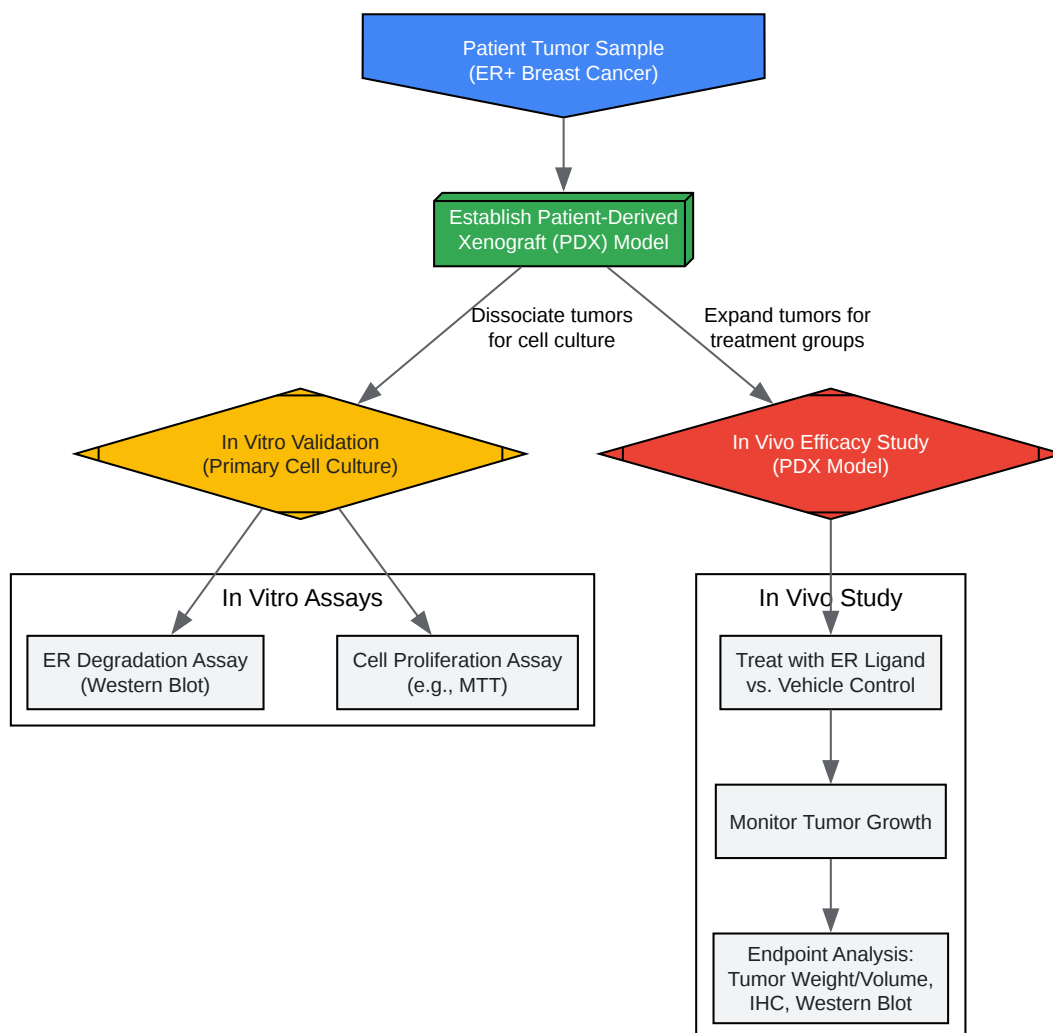 Patient Tumor Sample
(ER+ Breast Cancer)
Establish Patient-Derived
Xenograft (PDX) Model
Dissociate tumors
for cell culture
Expand tumors for
treatment groups
In Vitro Validation
(Primary Cell Culture)
In Vivo Efficacy Study
(PDX Model)
In Vitro Assays
ER Degradation Assay
(Western Blot)
Cell Proliferation Assay
(e.g., MTT)
In Vivo Study
Treat with ER Ligand
vs. Vehicle Control
Monitor Tumor Growth
Endpoint Analysis:
Tumor Weight/Volume,
IHC, Western Blot